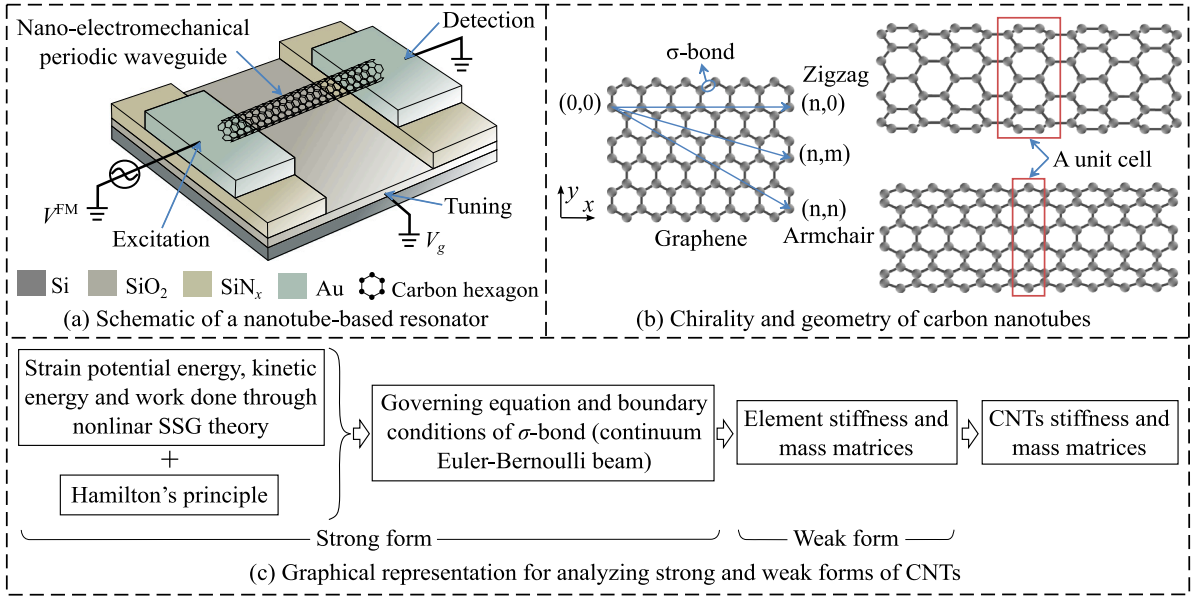 Nano-electromechanical
periodic waveguide
Detection
V^FM
Excitation
Tuning
V_g
Si
SiO₂
SiNₓ
Au
Carbon hexagon
(a) Schematic of a nanotube-based resonator
σ-bond
Zigzag
(0,0)
(n,0)
(n,m)
(n,n)
Armchair
y
x
Graphene
A unit cell
(b) Chirality and geometry of carbon nanotubes
Strain potential energy, kinetic
energy and work done through
nonlinear SSG theory
+
Hamilton's principle
Governing equation and boundary
conditions of σ-bond (continuum
Euler-Bernoulli beam)
Element stiffness and
mass matrices
CNTs stiffness and
mass matrices
Strong form
Weak form
(c) Graphical representation for analyzing strong and weak forms of CNTs